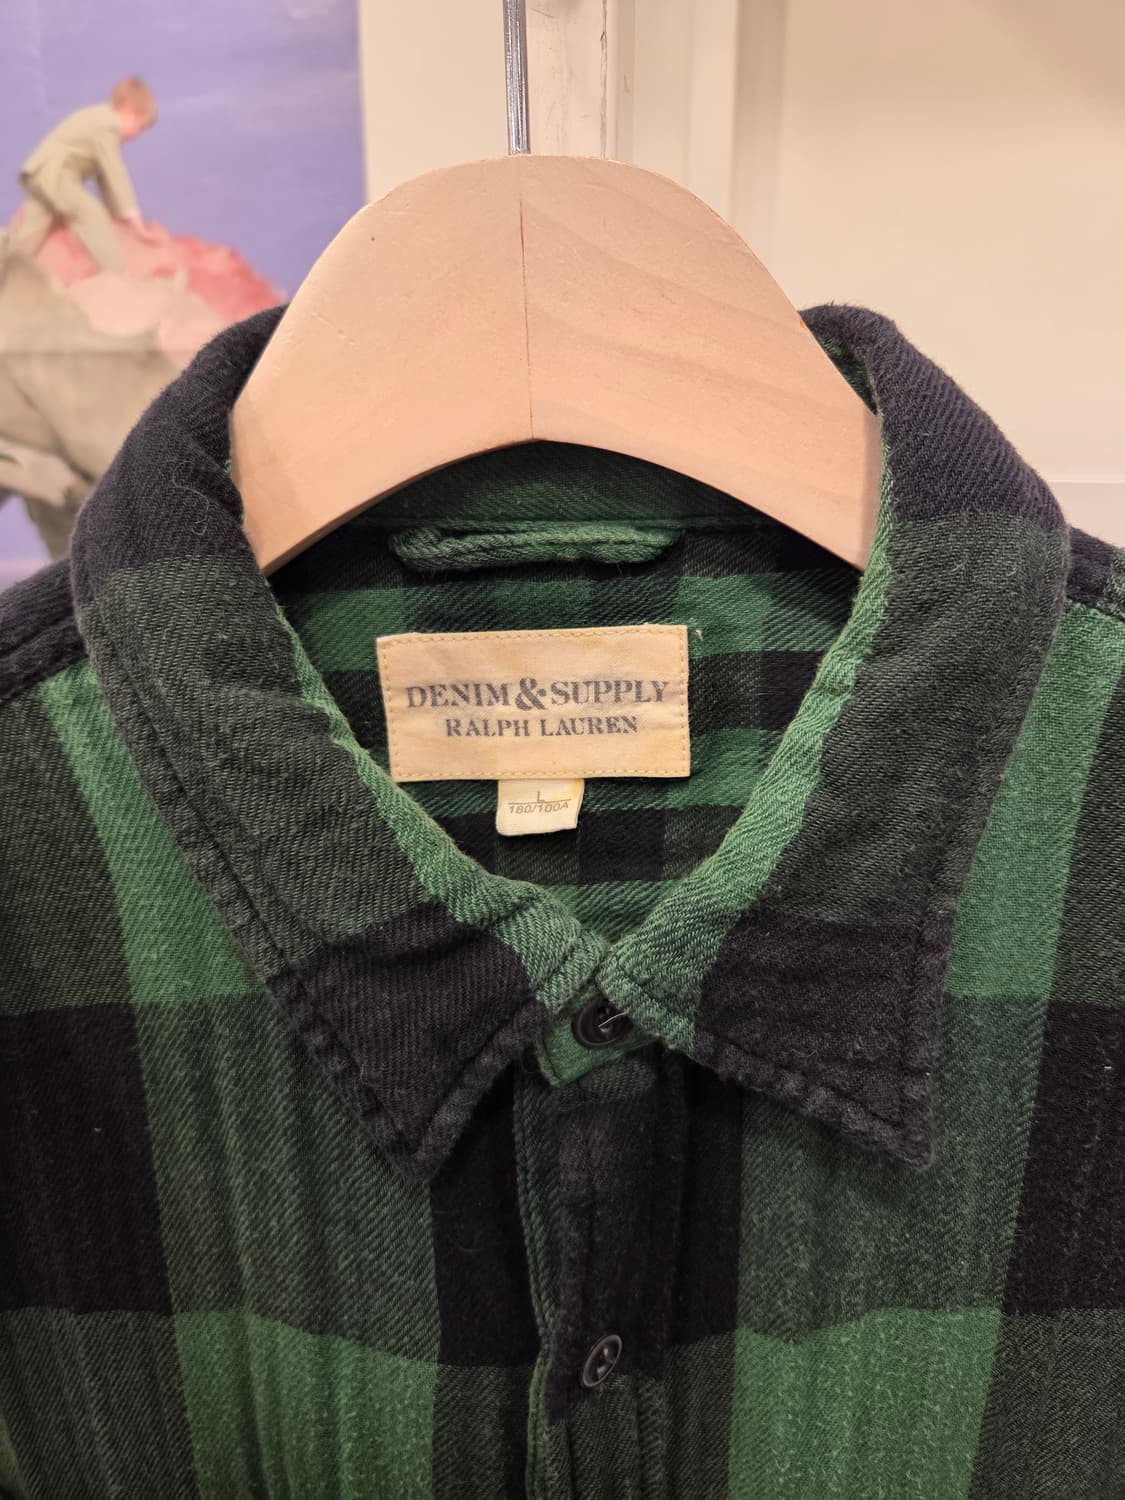 DENIM & SUPPLY
RALPH LAUREN
L
180/100A